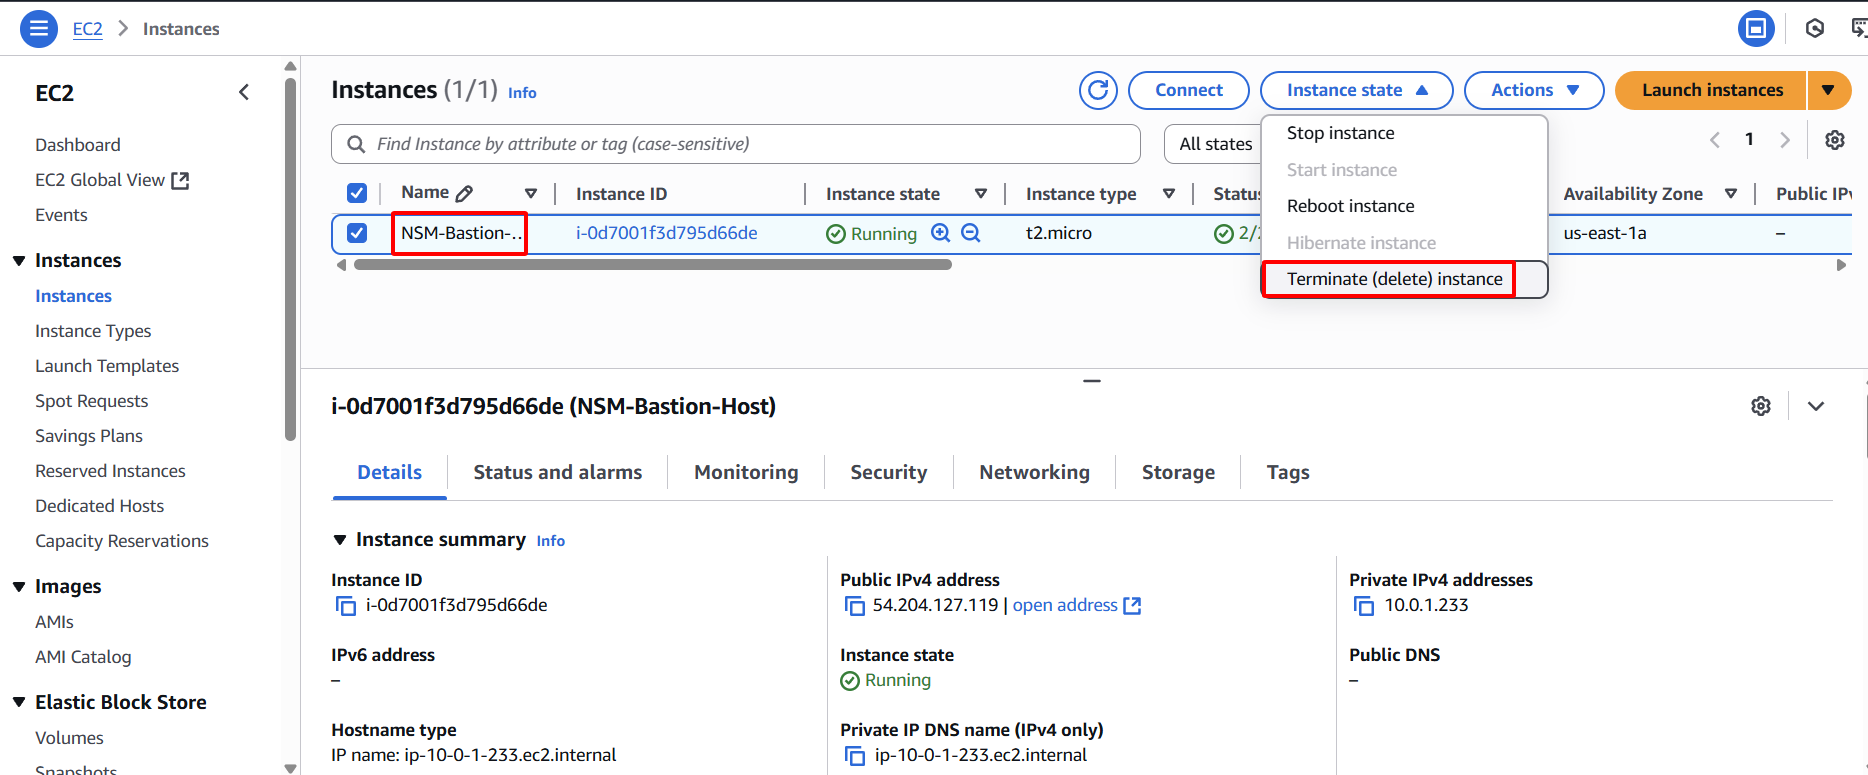 EC2 > Instances
EC2
Dashboard
EC2 Global View
Events
Instances
Instances
Instance Types
Launch Templates
Spot Requests
Savings Plans
Reserved Instances
Dedicated Hosts
Capacity Reservations
Images
AMIs
AMI Catalog
Elastic Block Store
Volumes
Snapshots
Instances (1/1) Info
Connect
Instance state
Actions
Launch instances
Find Instance by attribute or tag (case-sensitive)
All states
1
Stop instance
Start instance
Reboot instance
Hibernate instance
Terminate (delete) instance
Name Instance ID Instance state Instance type Status Availability Zone Public IPv
NSM-Bastion-... i-0d7001f3d795d66de Running t2.micro 2/ us-east-1a –
i-0d7001f3d795d66de (NSM-Bastion-Host)
Details Status and alarms Monitoring Security Networking Storage Tags
Instance summary Info
Instance ID
i-0d7001f3d795d66de
Public IPv4 address
54.204.127.119 | open address
Private IPv4 addresses
10.0.1.233
IPv6 address
–
Instance state
Running
Public DNS
–
Hostname type
IP name: ip-10-0-1-233.ec2.internal
Private IP DNS name (IPv4 only)
ip-10-0-1-233.ec2.internal